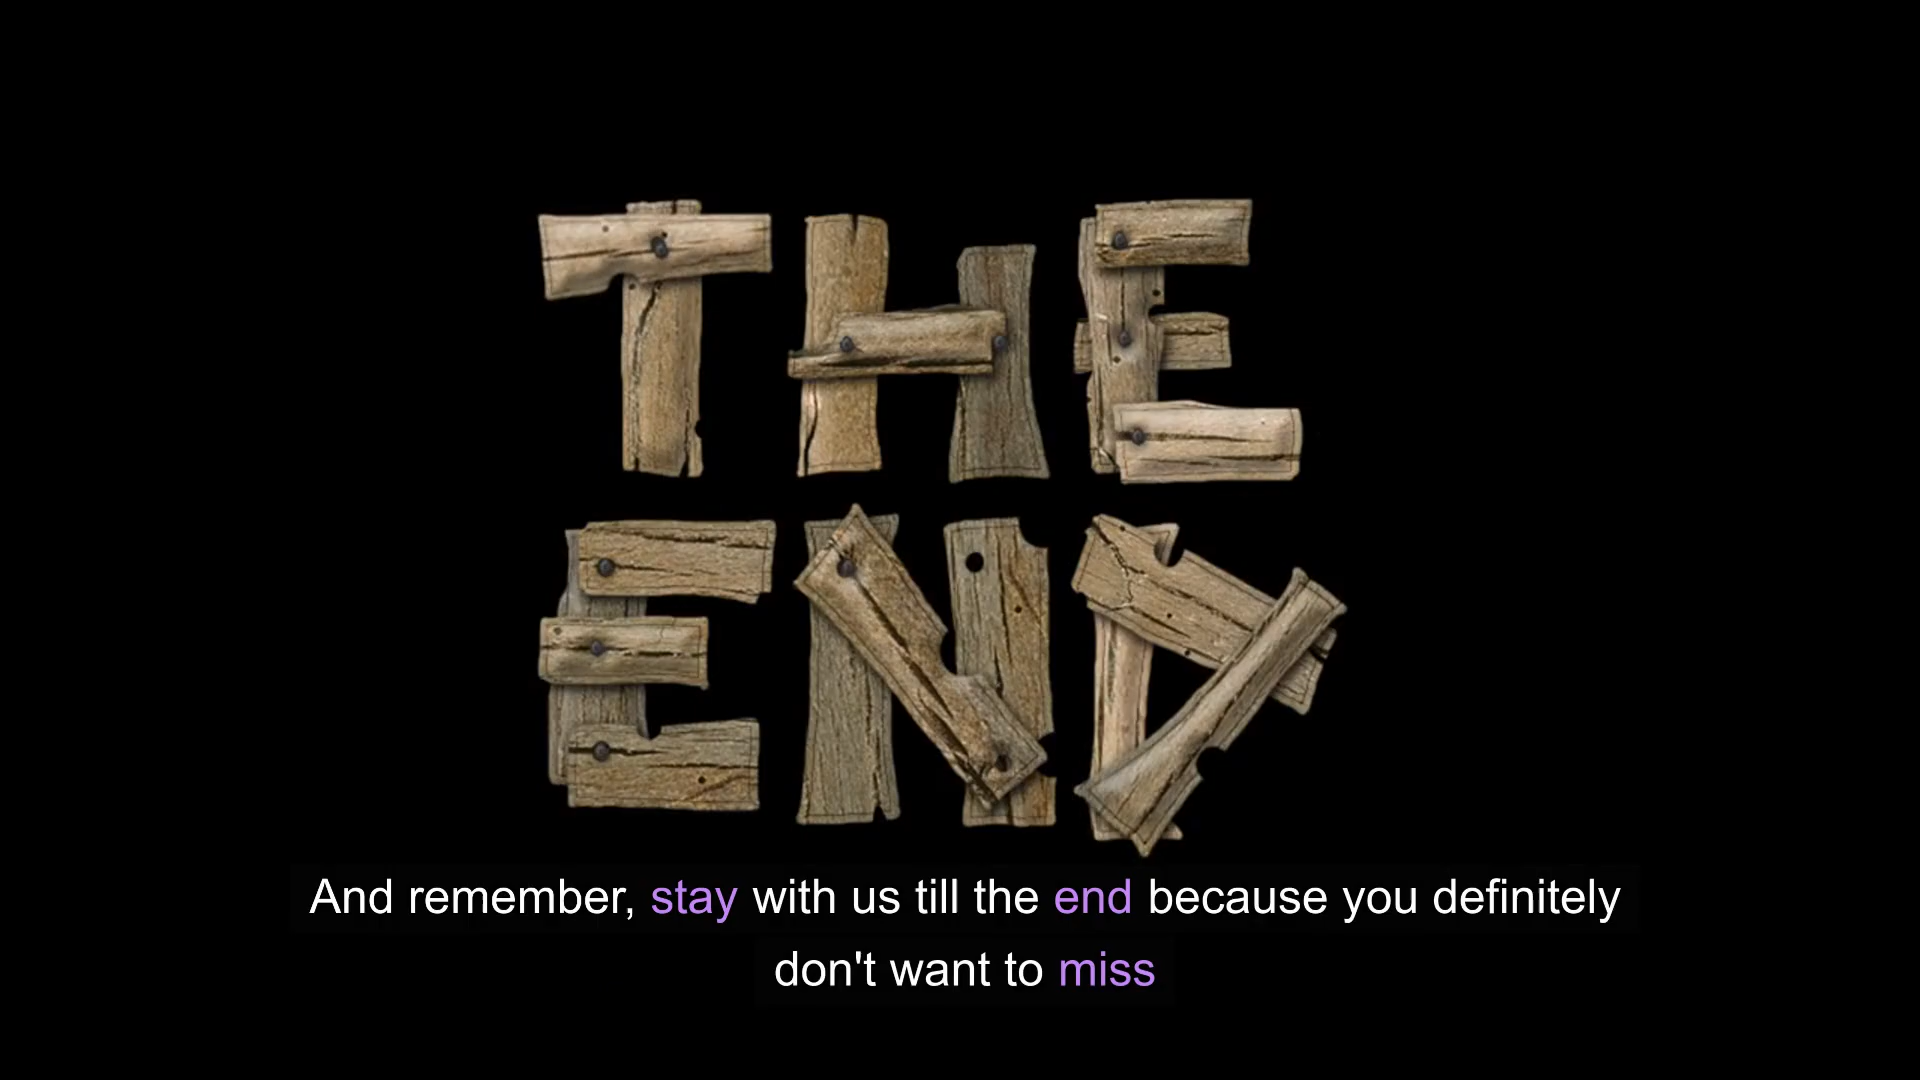 THE
END
And remember, stay with us till the end because you definitely
don't want to miss